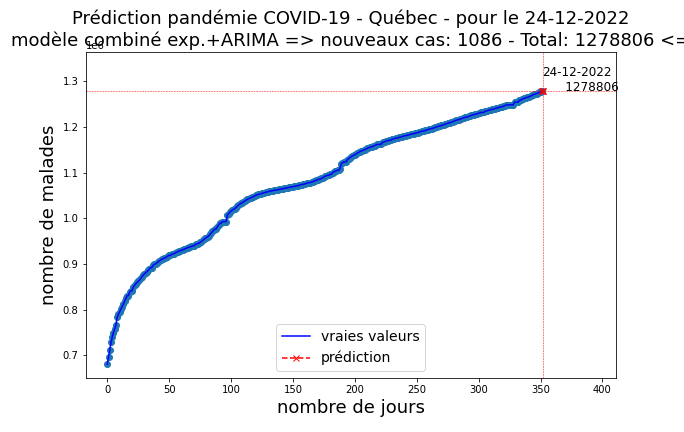 Prédiction pandémie COVID-19 - Québec - pour le 24-12-2022
modèle combiné exp.+ARIMA => nouveaux cas: 1086 - Total: 1278806 <=
24-12-2022
1278806
1.3
1.2
1.1
1.0
0.9
0.8
0.7
nombre de malades
vraies valeurs
prédiction
0 50 100 150 200 250 300 350 400
nombre de jours